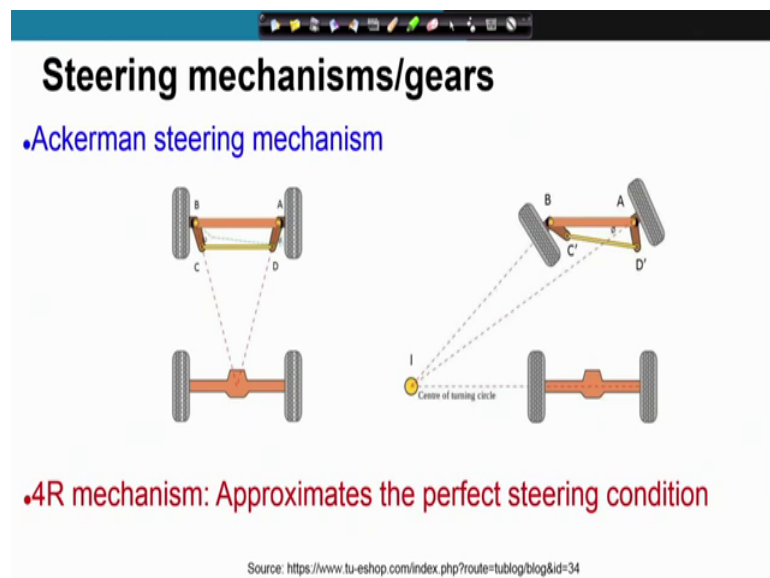 Steering mechanisms/gears
•Ackerman steering mechanism
B A
C D
B A
C' D'
I
Centre of turning circle
•4R mechanism: Approximates the perfect steering condition
Source: https://www.tu-eshop.com/index.php?route=tublog/blog&id=34